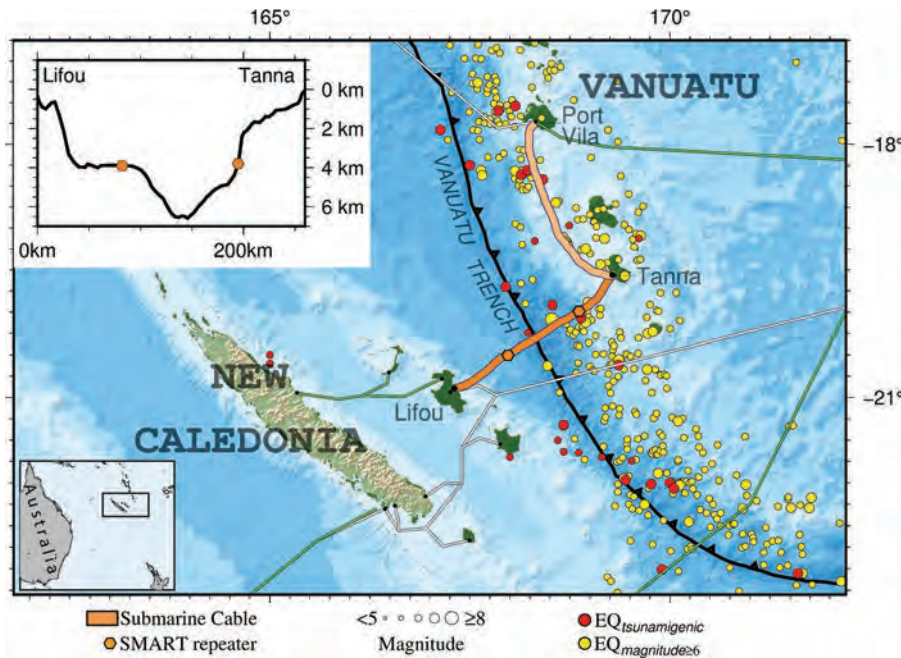 165°
170°
Lifou
Tanna
0 km
2 km
4 km
6 km
0km
200km
VANUATU
Port
Vila
-18°
VANUATU
TRENCH
Tanna
NEW
CALEDONIA
Lifou
-21°
Australia
Submarine Cable
SMART repeater
<5
≥8
Magnitude
EQtsunamigenic
EQmagnitude≥6